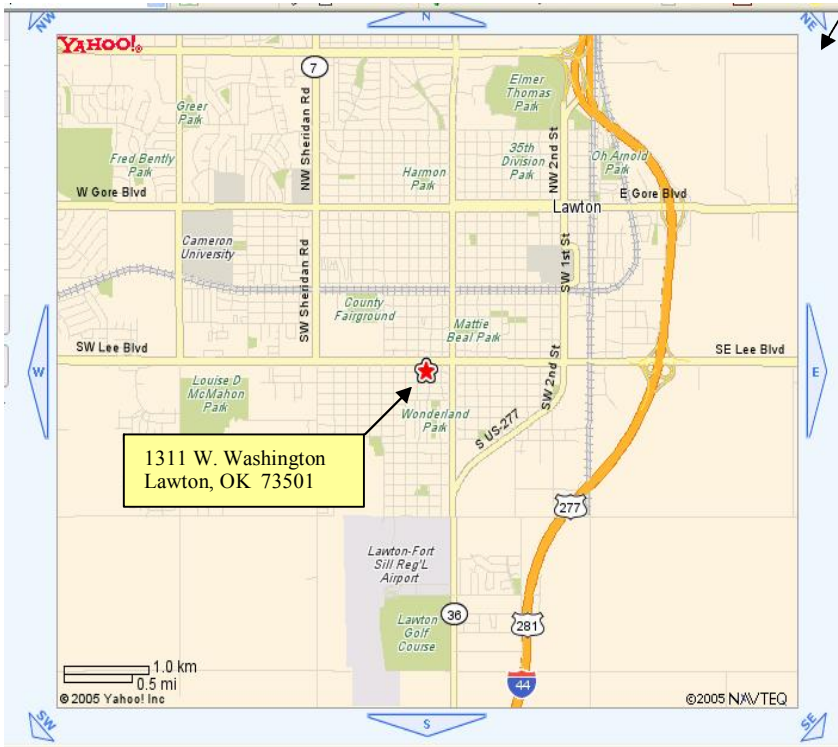 NW
N
NE
YAHOO!®
7
Elmer
Thomas
Park
Greer
Park
NW Sheridan Rd
35th
Division
Park
NW 2nd St
Oh Arnold
Park
Fred Bently
Park
Harmon
Park
W Gore Blvd
E Gore Blvd
Lawton
Cameron
University
SW Sheridan Rd
SW 1st St
County
Fairground
Mattie
Beal Park
SW Lee Blvd
SE Lee Blvd
W
E
Louise D
McMahon
Park
SW 2nd St
Wonderland
Park
S US-277
1311 W. Washington
Lawton, OK 73501
277
Lawton-Fort
Sill Reg'L
Airport
36
Lawton
Golf
Course
281
44
1.0 km
0.5 mi
©2005 Yahoo! Inc
©2005 NAVTEQ
SW
S
SE